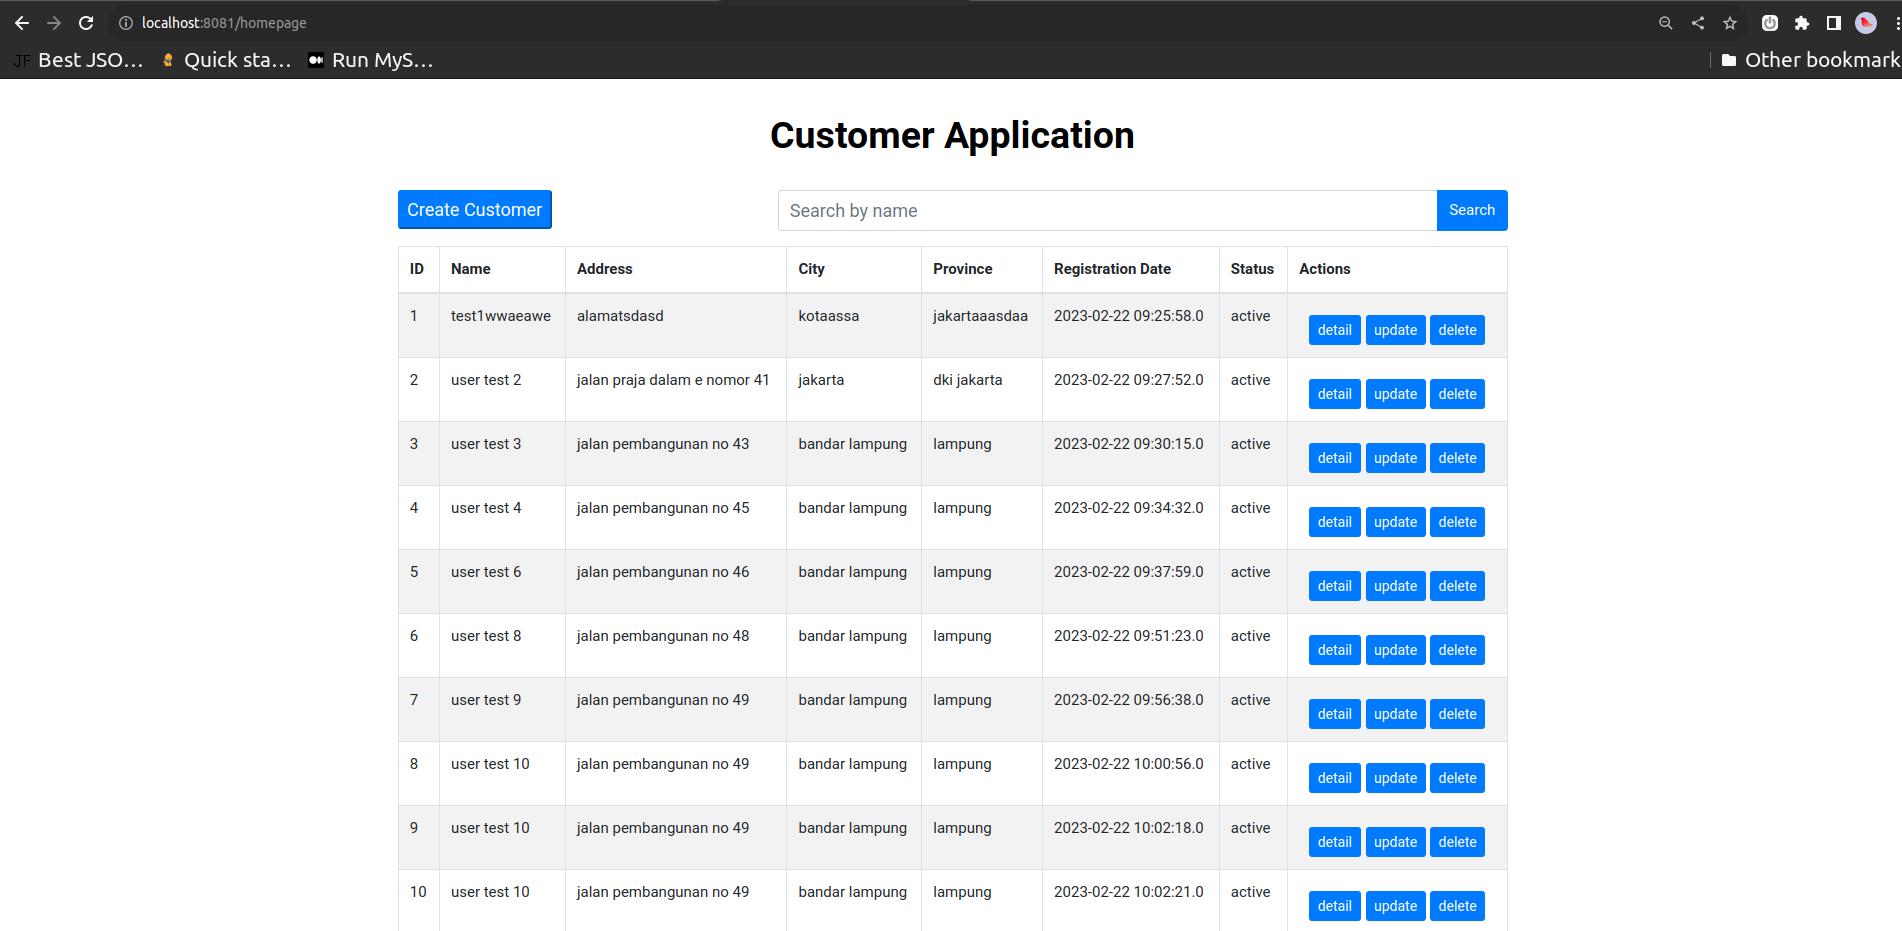 localhost:8081/homepage
JF Best JSO... Quick sta... Run MyS... Other bookmark
Customer Application
Create Customer Search by name Search
ID Name Address City Province Registration Date Status Actions
1 test1wwaeawe alamatsdasd kotaassa jakartaaasdaa 2023-02-22 09:25:58.0 active detail update delete
2 user test 2 jalan praja dalam e nomor 41 jakarta dki jakarta 2023-02-22 09:27:52.0 active detail update delete
3 user test 3 jalan pembangunan no 43 bandar lampung lampung 2023-02-22 09:30:15.0 active detail update delete
4 user test 4 jalan pembangunan no 45 bandar lampung lampung 2023-02-22 09:34:32.0 active detail update delete
5 user test 6 jalan pembangunan no 46 bandar lampung lampung 2023-02-22 09:37:59.0 active detail update delete
6 user test 8 jalan pembangunan no 48 bandar lampung lampung 2023-02-22 09:51:23.0 active detail update delete
7 user test 9 jalan pembangunan no 49 bandar lampung lampung 2023-02-22 09:56:38.0 active detail update delete
8 user test 10 jalan pembangunan no 49 bandar lampung lampung 2023-02-22 10:00:56.0 active detail update delete
9 user test 10 jalan pembangunan no 49 bandar lampung lampung 2023-02-22 10:02:18.0 active detail update delete
10 user test 10 jalan pembangunan no 49 bandar lampung lampung 2023-02-22 10:02:21.0 active detail update delete